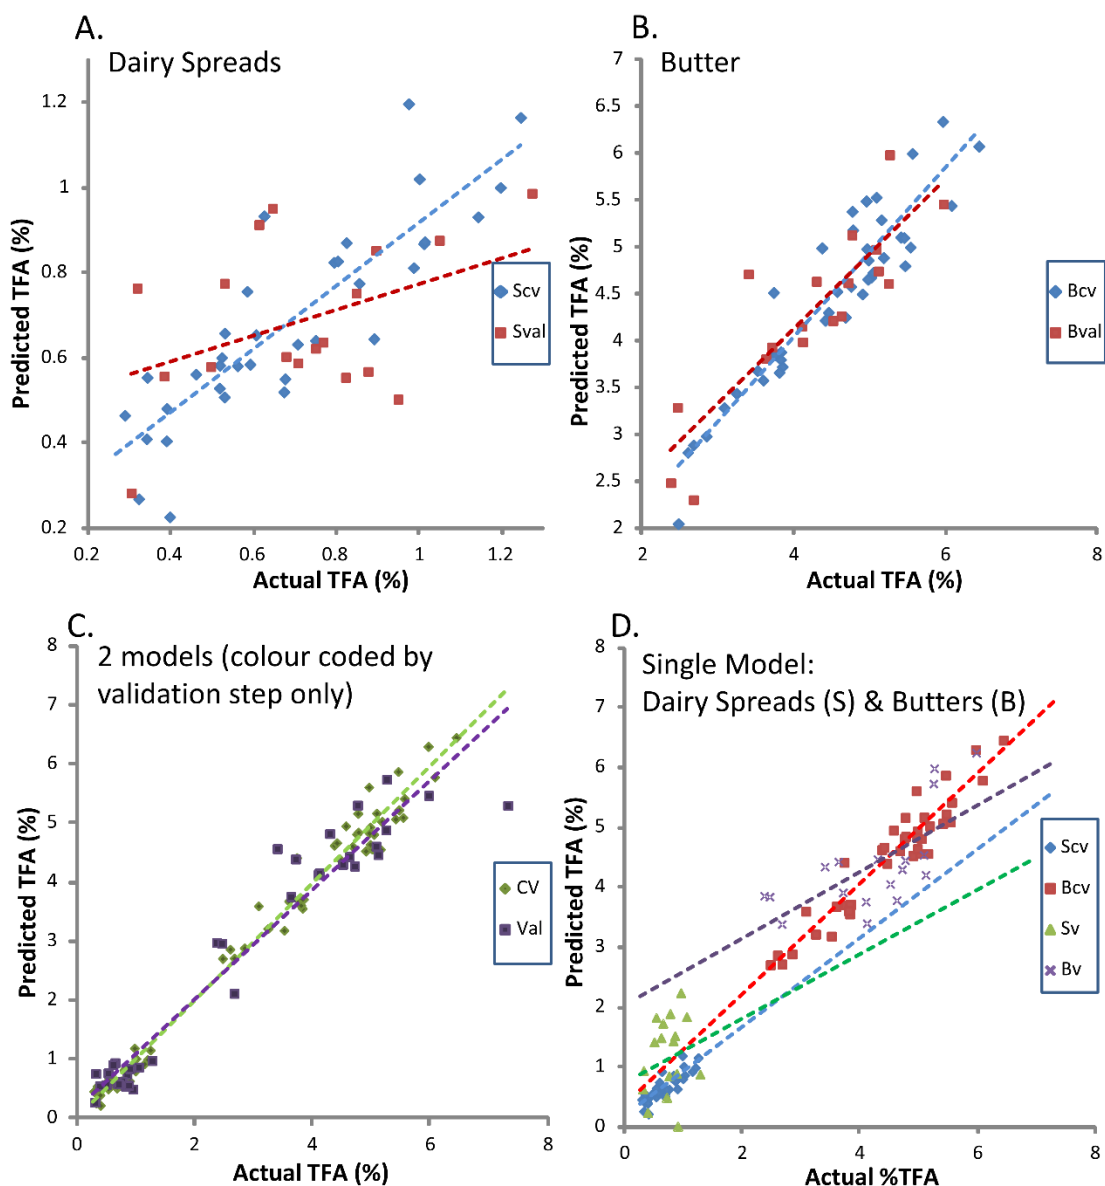 A.
Dairy Spreads
1.2
1
0.8
0.6
0.4
0.2
0.2
0.4
0.6
0.8
1
1.2
Predicted TFA (%)
Actual TFA (%)
Scv
Sval
B.
Butter
7
6.5
6
5.5
5
4.5
4
3.5
3
2.5
2
2
4
6
8
Predicted TFA (%)
Actual TFA (%)
Bcv
Bval
C.
2 models (colour coded by
validation step only)
8
7
6
5
4
3
2
1
0
0
2
4
6
8
Predicted TFA (%)
Actual TFA (%)
CV
Val
D.
Single Model:
Dairy Spreads (S) & Butters (B)
8
7
6
5
4
3
2
1
0
0
2
4
6
8
Predicted TFA (%)
Actual %TFA
Scv
Bcv
Sv
Bv